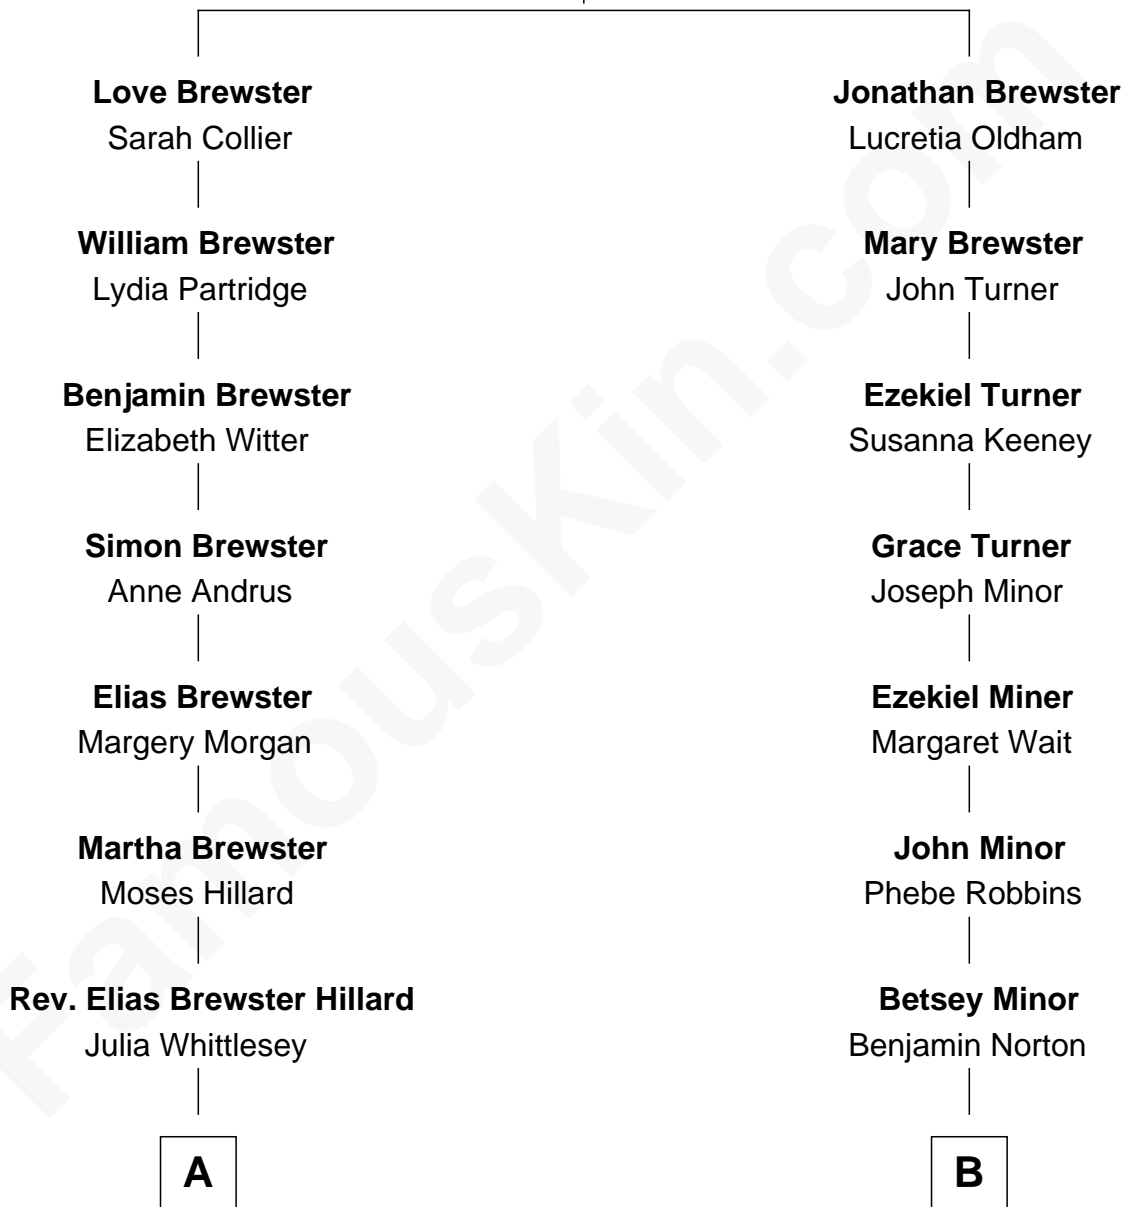 Love Brewster
Sarah Collier
William Brewster
Lydia Partridge
Benjamin Brewster
Elizabeth Witter
Simon Brewster
Anne Andrus
Elias Brewster
Margery Morgan
Martha Brewster
Moses Hillard
Rev. Elias Brewster Hillard
Julia Whittlesey
A
Jonathan Brewster
Lucretia Oldham
Mary Brewster
John Turner
Ezekiel Turner
Susanna Keeney
Grace Turner
Joseph Minor
Ezekiel Miner
Margaret Wait
John Minor
Phebe Robbins
Betsey Minor
Benjamin Norton
B
FamousKin.com